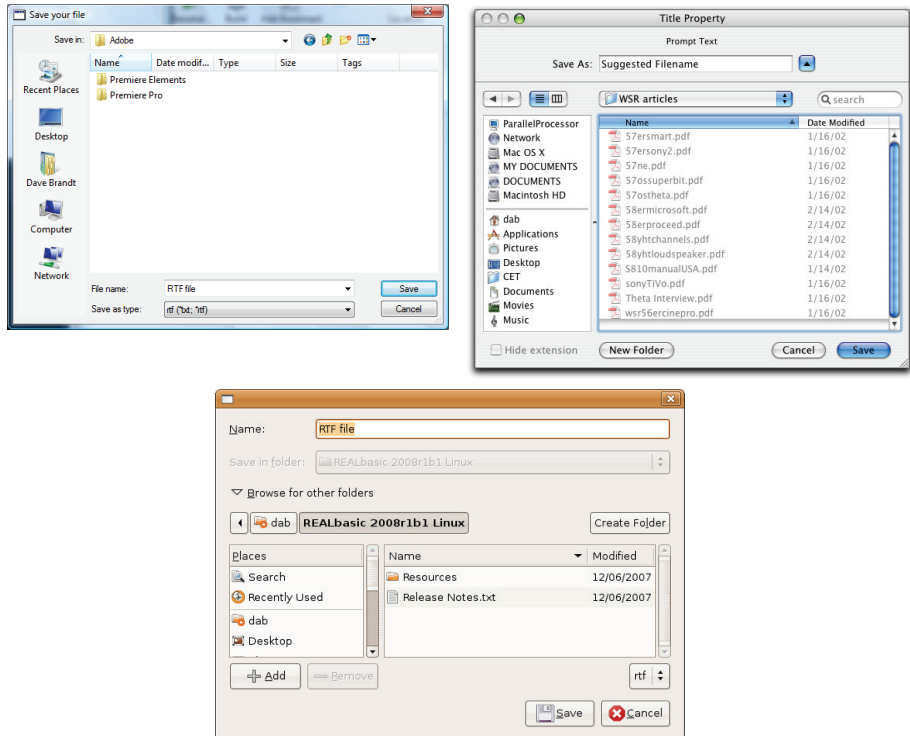 Save your file
Save in: Adobe
Name Date modif... Type Size Tags
Premiere Elements
Premiere Pro
Recent Places
Desktop
Dave Brandt
Computer
Network
File name: RTF file Save
Save as type: rtf (*.txt; *.rtf) Cancel
Title Property
Prompt Text
Save As: Suggested Filename
WSR articles search
ParallelProcessor
Network
Mac OS X
MY DOCUMENTS
DOCUMENTS
Macintosh HD
dab
Applications
Pictures
Desktop
CET
Documents
Movies
Music
Name Date Modified
57ersmart.pdf 1/16/02
57ersony2.pdf 1/16/02
57ne.pdf 1/16/02
57ossuperbit.pdf 1/16/02
57ostheta.pdf 1/16/02
58ermicrosoft.pdf 2/14/02
58erproceed.pdf 2/14/02
58yhtchannels.pdf 2/14/02
58yhtloudspeaker.pdf 2/14/02
S810manualUSA.pdf 1/14/02
sonyTiVo.pdf 1/16/02
Theta Interview.pdf 1/16/02
wsr56ercinepro.pdf 1/16/02
Hide extension New Folder Cancel Save
Name: RTF file
Save in folder: REALbasic 2008r1b1 Linux
Browse for other folders
dab REALbasic 2008r1b1 Linux Create Folder
Places
Search
Recently Used
dab
Desktop
Name Modified
Resources 12/06/2007
Release Notes.txt 12/06/2007
Add Remove rtf
Save Cancel